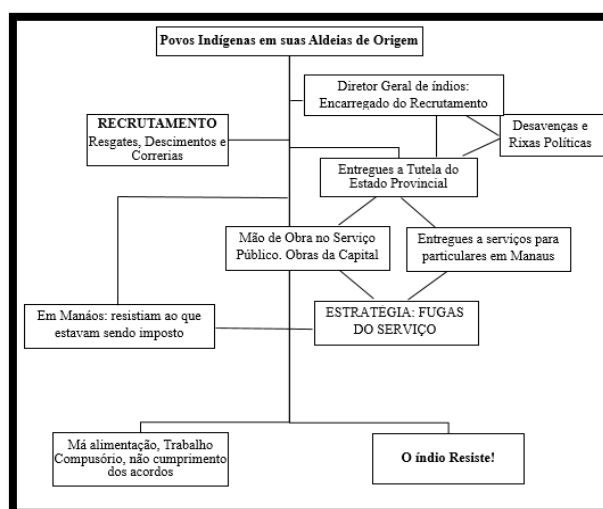 Povos Indígenas em suas Aldeias de Origem
Diretor Geral de índios:
Encarregado do Recrutamento
RECRUTAMENTO
Resgates, Descimentos e
Correrias
Desavenças e
Rixas Políticas
Entregues a Tutela do
Estado Provincial
Mão de Obra no Serviço
Público. Obras da Capital
Entregues a serviços para
particulares em Manaus
Em Manáos: resistiam ao que
estavam sendo imposto
ESTRATEGIA: FUGAS
DO SERVIÇO
Má alimentação, Trabalho
Compusório, não cumprimento
dos acordos
O índio Resiste!